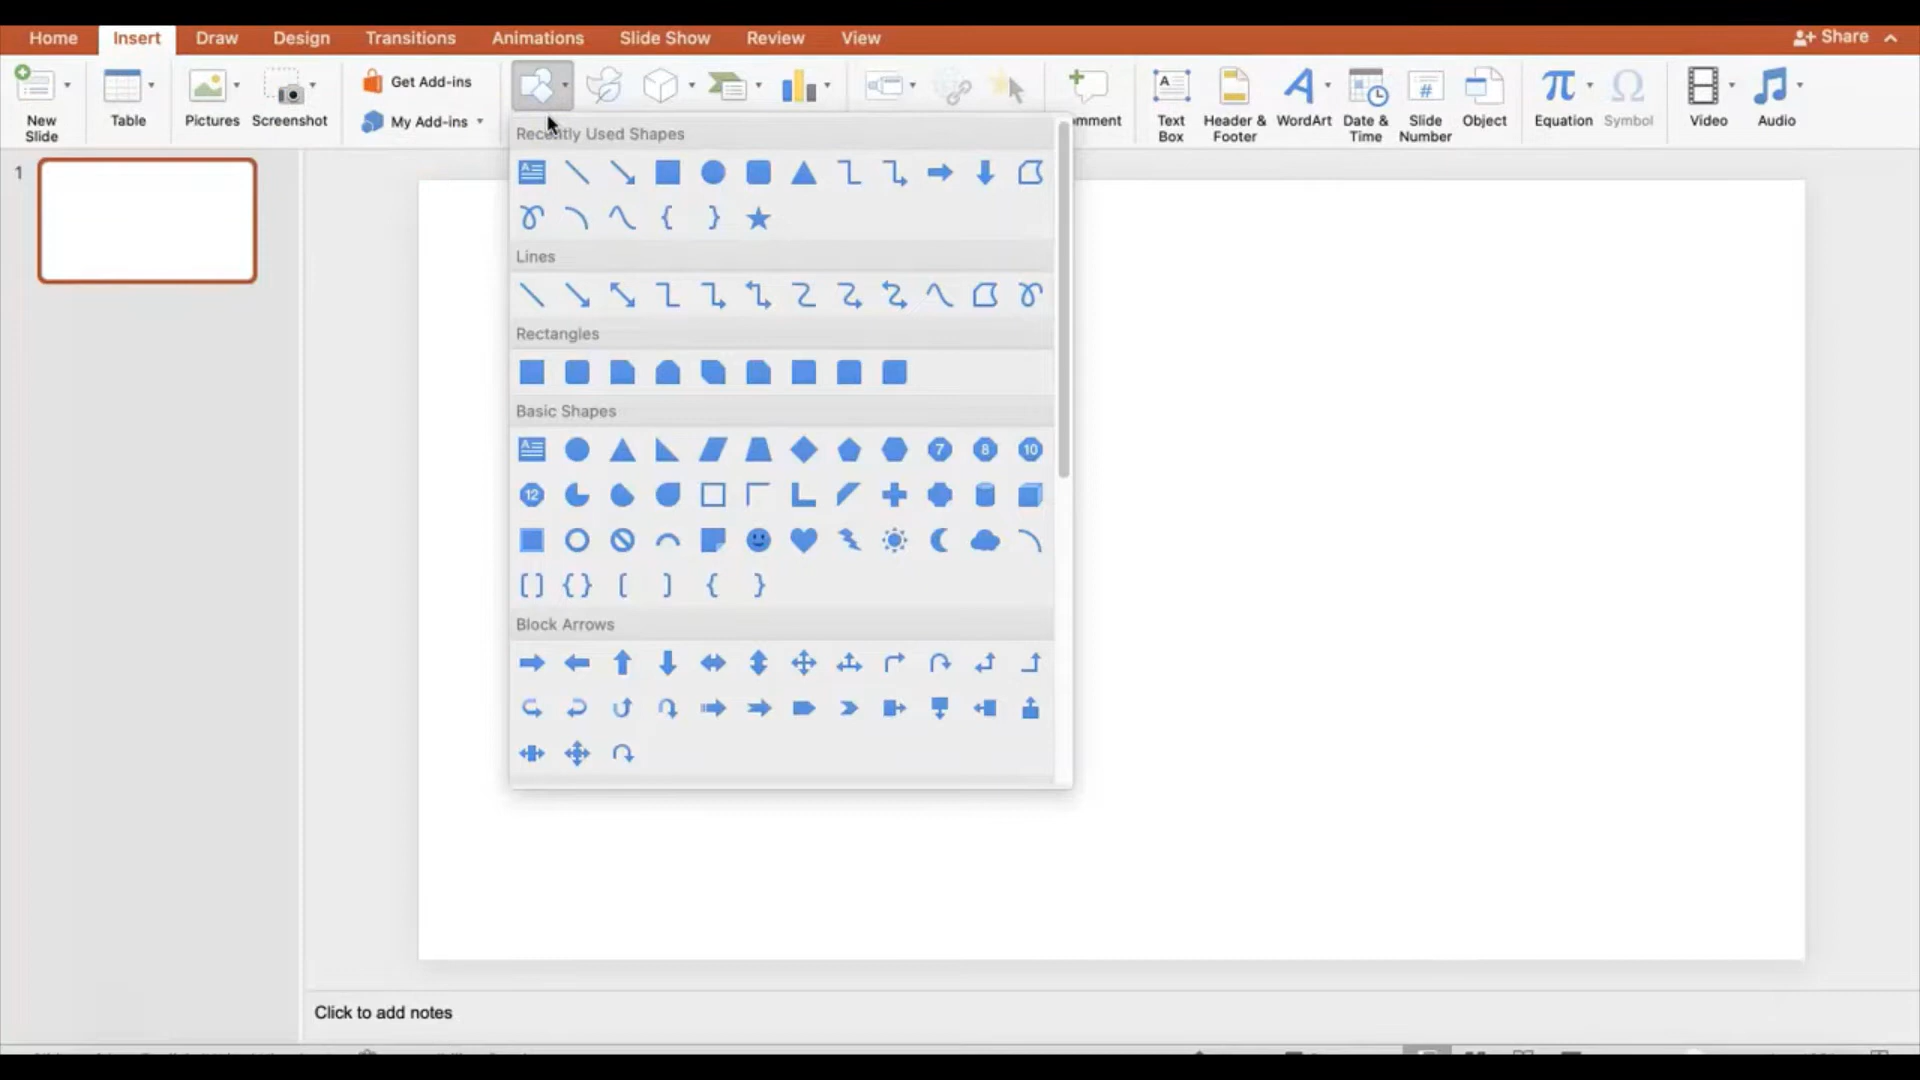 Home Insert Draw Design Transitions Animations Slide Show Review View Share
Get Add-ins
My Add-ins
New Slide
Table
Pictures
Screenshot
mment
Text Box
Header & Footer
WordArt
Date & Time
Slide Number
Object
Equation
Symbol
Video
Audio
1
Recently Used Shapes
Lines
Rectangles
Basic Shapes
7 8 10
12
Block Arrows
Click to add notes